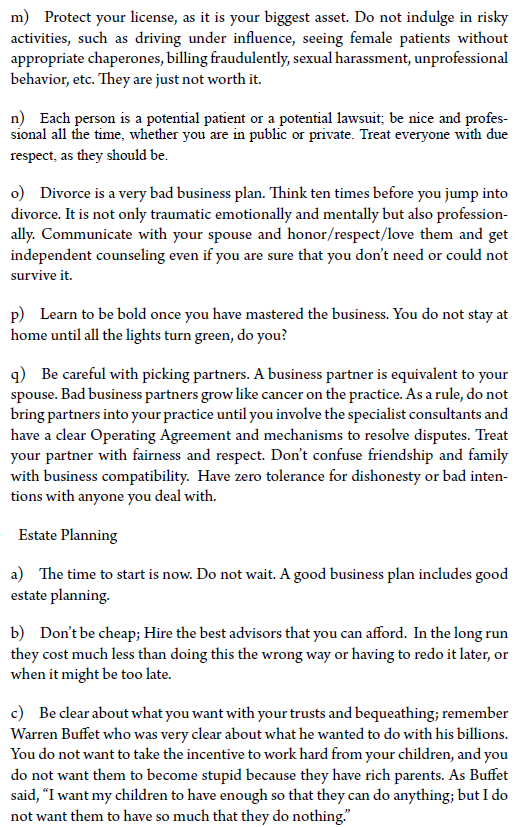 m) Protect your license, as it is your biggest asset. Do not indulge in risky
activities, such as driving under influence, seeing female patients without
appropriate chaperones, billing fraudulently, sexual harassment, unprofessional
behavior, etc. They are just not worth it.
n) Each person is a potential patient or a potential lawsuit; be nice and profes-
sional all the time, whether you are in public or private. Treat everyone with due
respect, as they should be.
o) Divorce is a very bad business plan. Think ten times before you jump into
divorce. It is not only traumatic emotionally and mentally but also profession-
ally. Communicate with your spouse and honor/respect/love them and get
independent counseling even if you are sure that you don't need or could not
survive it.
p) Learn to be bold once you have mastered the business. You do not stay at
home until all the lights turn green, do you?
q) Be careful with picking partners. A business partner is equivalent to your
spouse. Bad business partners grow like cancer on the practice. As a rule, do not
bring partners into your practice until you involve the specialist consultants and
have a clear Operating Agreement and mechanisms to resolve disputes. Treat
your partner with fairness and respect. Don't confuse friendship and family
with business compatibility. Have zero tolerance for dishonesty or bad inten-
tions with anyone you deal with.
Estate Planning
a) The time to start is now. Do not wait. A good business plan includes good
estate planning.
b) Don't be cheap; Hire the best advisors that you can afford. In the long run
they cost much less than doing this the wrong way or having to redo it later, or
when it might be too late.
c) Be clear about what you want with your trusts and bequeathing; remember
Warren Buffet who was very clear about what he wanted to do with his billions.
You do not want to take the incentive to work hard from your children, and you
do not want them to become stupid because they have rich parents. As Buffet
said, “I want my children to have enough so that they can do anything; but I do
not want them to have so much that they do nothing.”